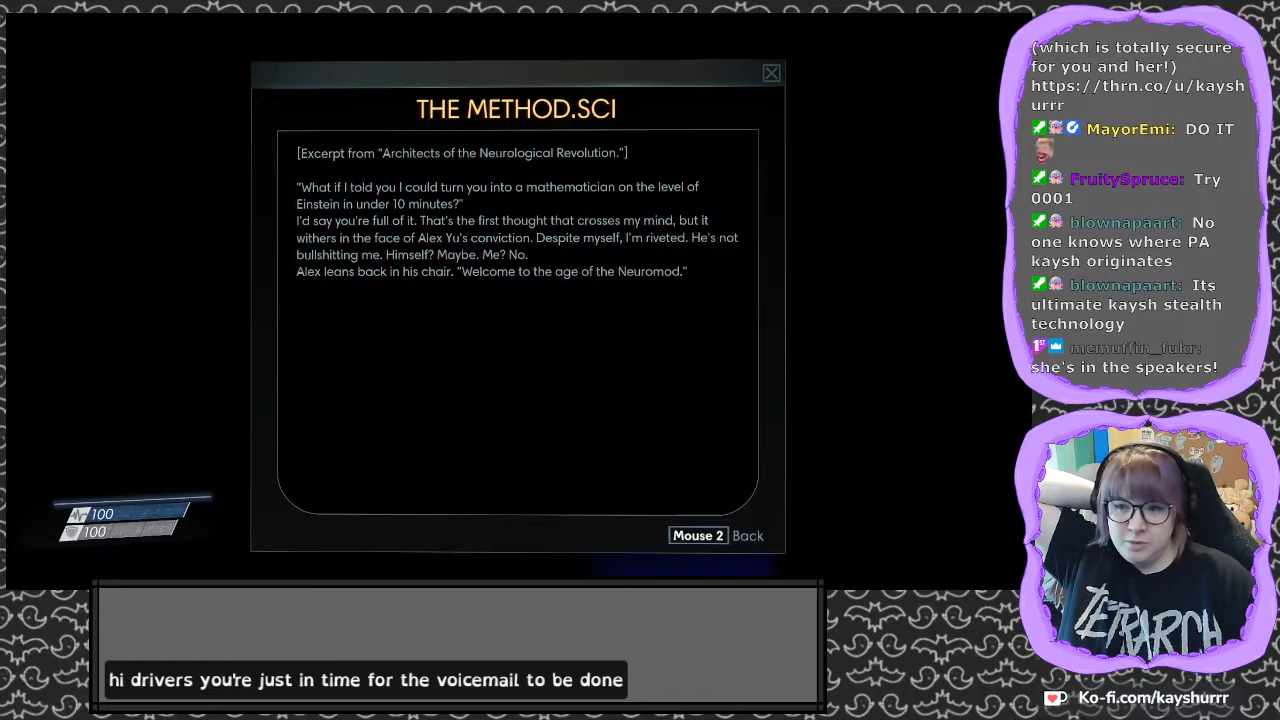 THE METHOD.SCI
[Excerpt from "Architects of the Neurological Revolution."]
"What if I told you I could turn you into a mathematician on the level of
Einstein in under 10 minutes?"
I'd say you're full of it. That's the first thought that crosses my mind, but it
withers in the face of Alex Yu's conviction. Despite myself, I'm riveted. He's not
bullshitting me. Himself? Maybe. Me? No.
Alex leans back in his chair. "Welcome to the age of the Neuromod."
Mouse 2 Back
100
100
hi drivers you're just in time for the voicemail to be done
(which is totally secure
for you and her!)
https://thrn.co/u/kaysh
urrr
MayorEmi: DO IT
FruitySpruce: Try
0001
blownapaart: No
one knows where PA
kaysh originates
blownapaart: Its
ultimate kaysh stealth
technology
1ST mcmuffin_fukr:
she's in the speakers!
TETRARCH
Ko-fi.com/kayshurrr